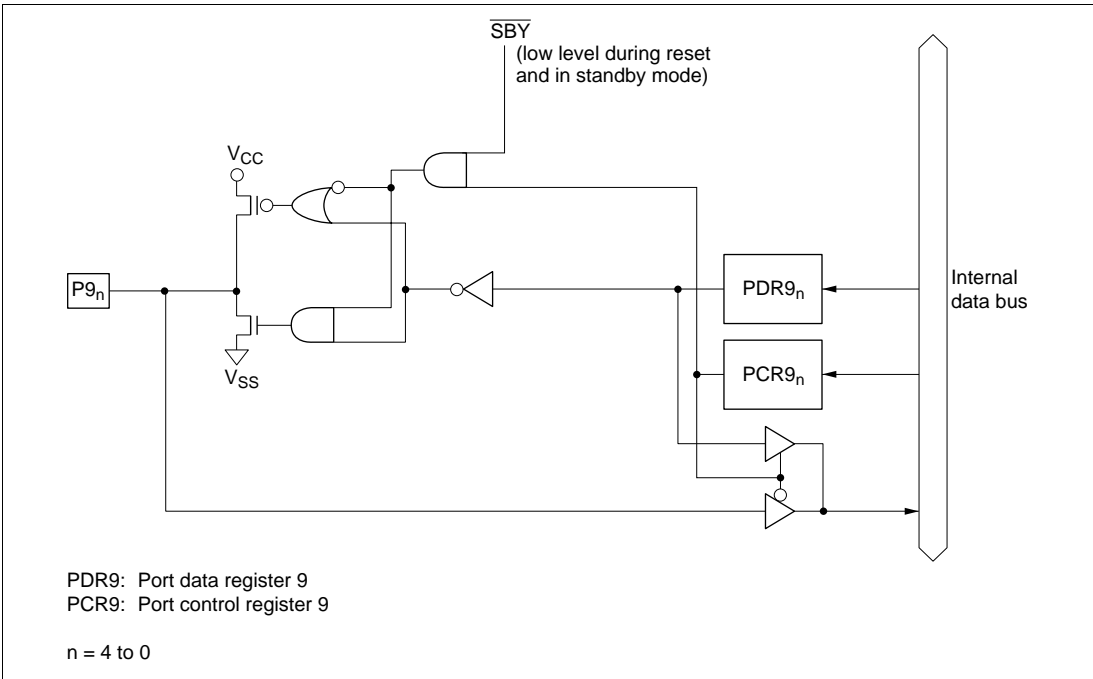 SBY
(low level during reset
and in standby mode)
VCC
P9n
VSS
PDR9n
PCR9n
Internal
data bus
PDR9: Port data register 9
PCR9: Port control register 9
n = 4 to 0